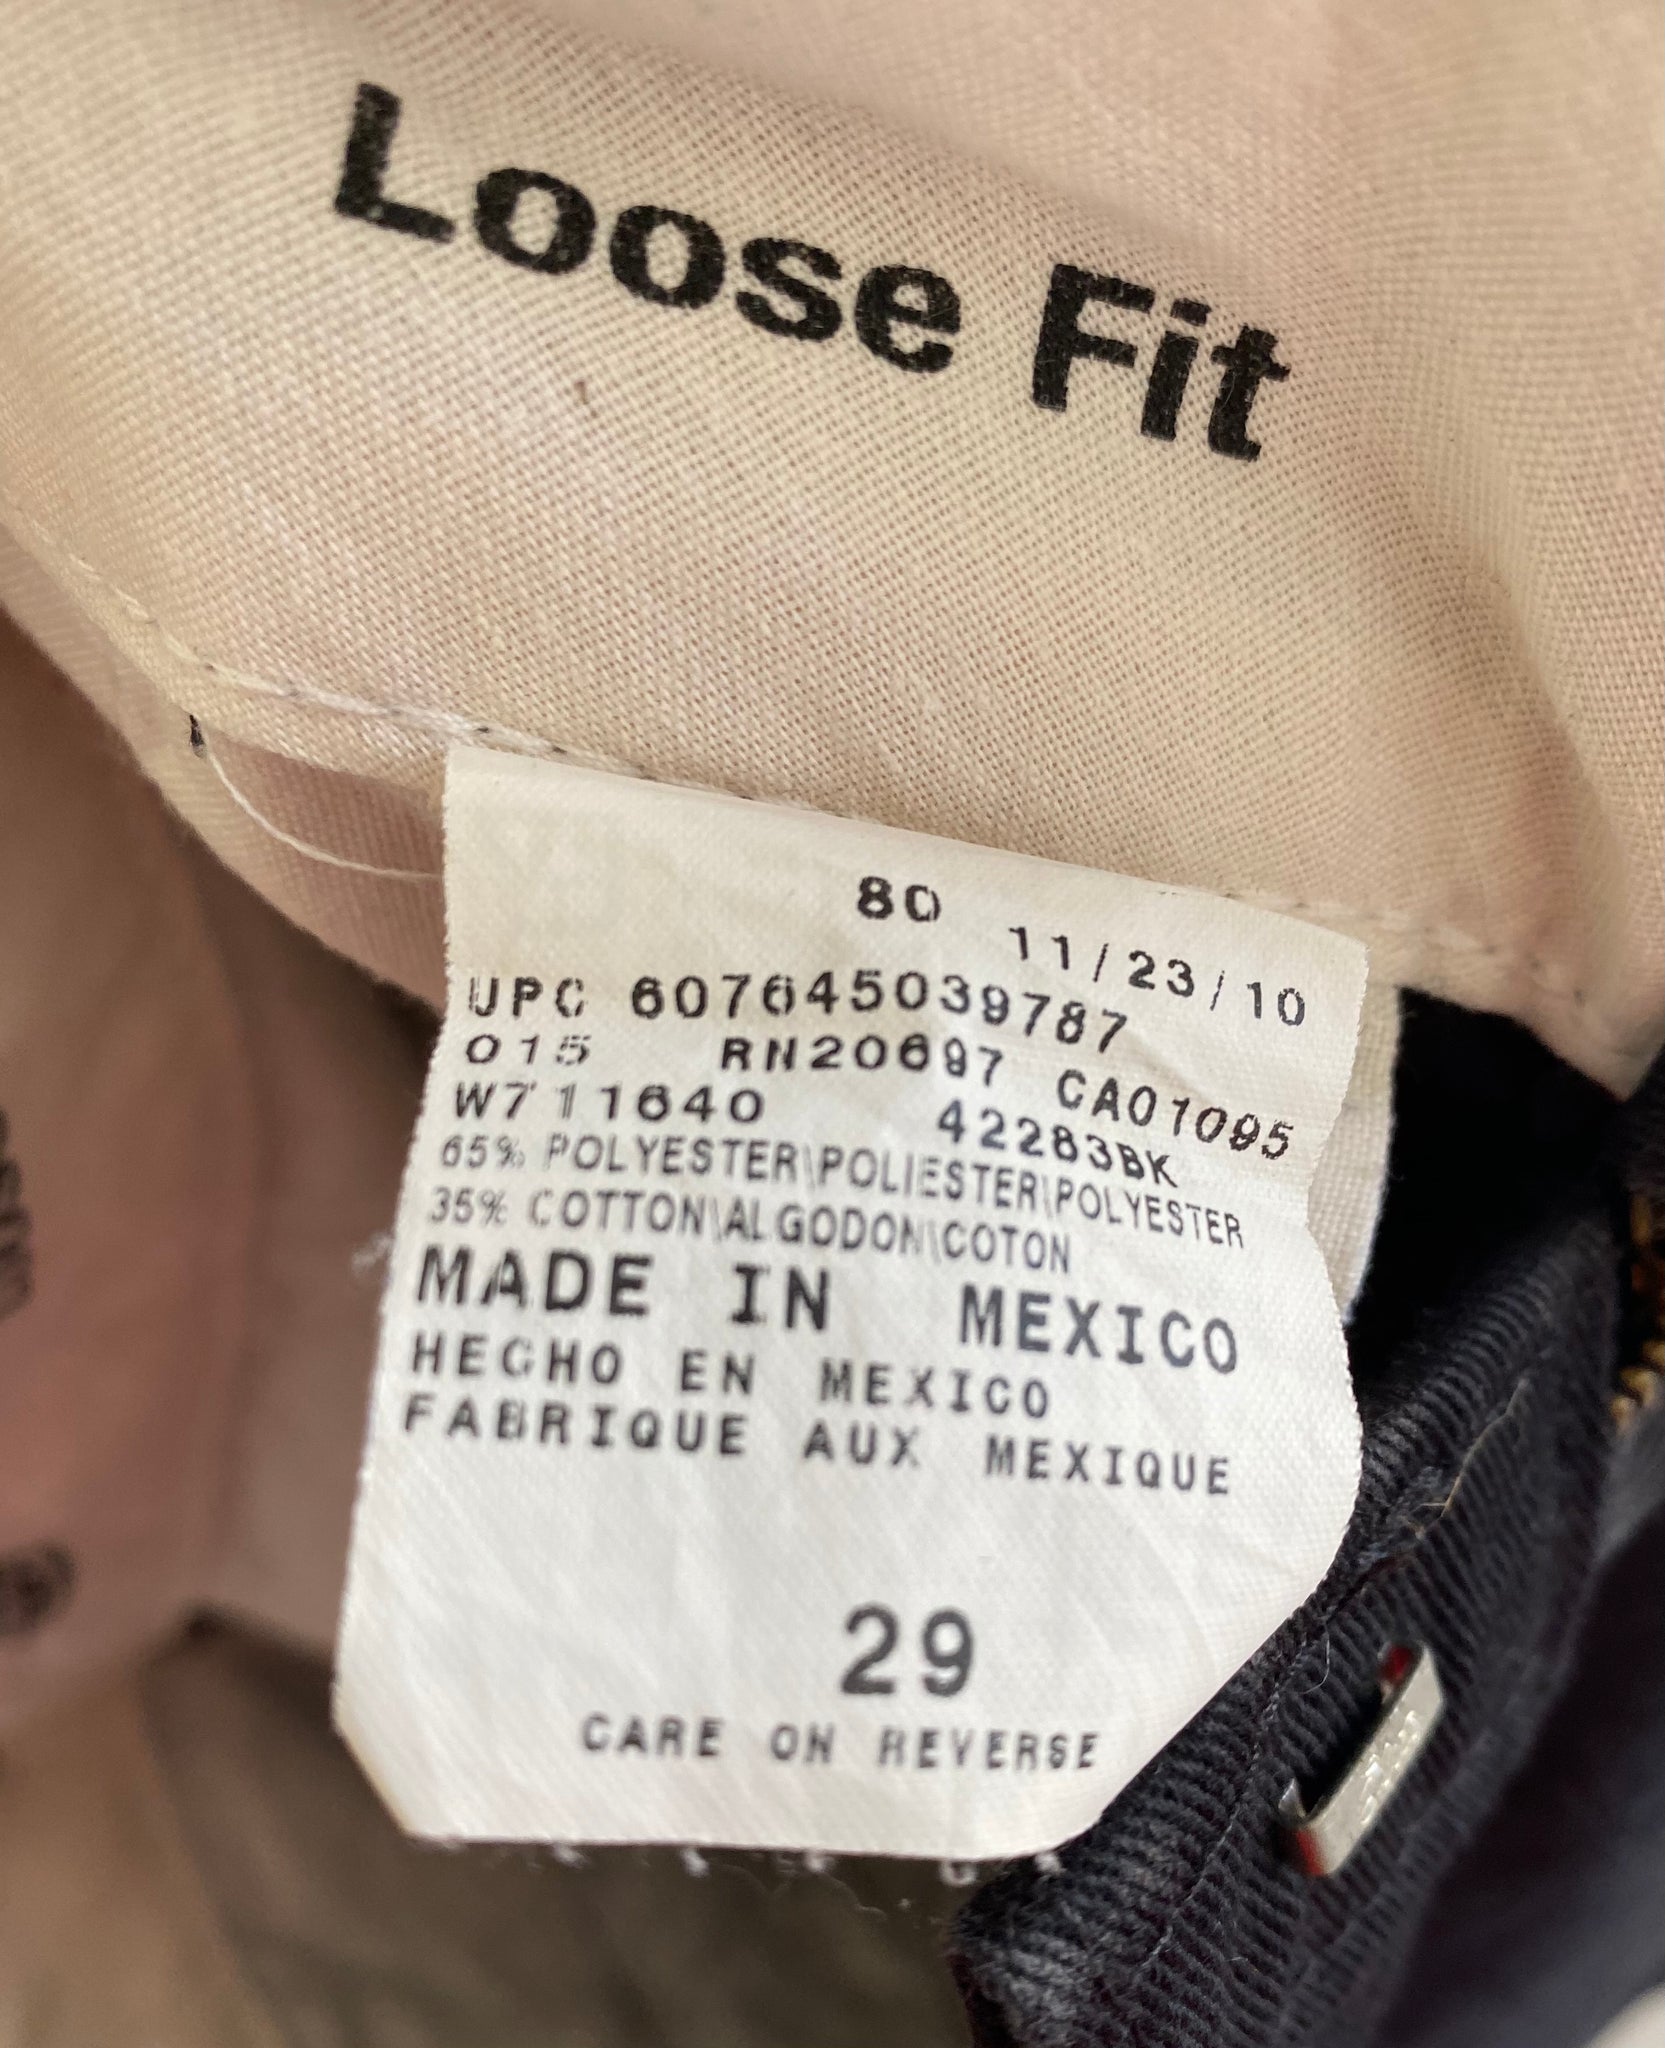 Loose Fit
80 11/23/10
UPC 607645039787
015 RN20697 CA01095
W711640 42283BK
65% POLYESTER\POLIESTER\POLYESTER
35% COTTON\ALGODON\COTON
MADE IN MEXICO
HECHO EN MEXICO
FABRIQUE AUX MEXIQUE
29
CARE ON REVERSE